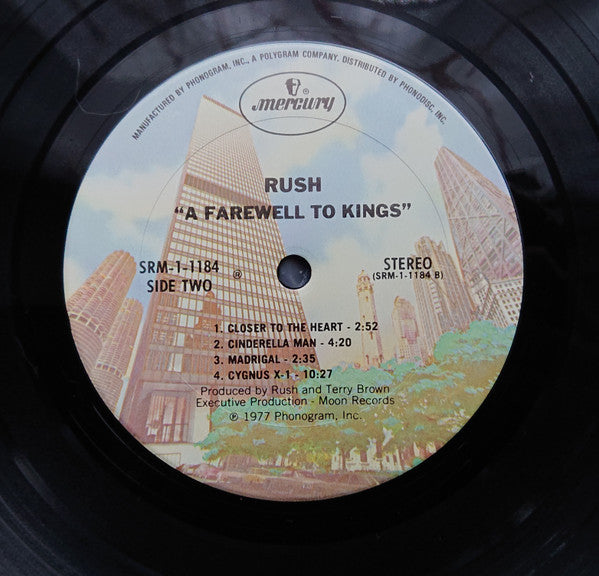 MANUFACTURED BY PHONOGRAM, INC., A POLYGRAM COMPANY. DISTRIBUTED BY PHONODISC, INC.
mercury
RUSH
"A FAREWELL TO KINGS"
SRM-1-1184 @ STEREO
SIDE TWO (SRM-1-1184 B)
1. CLOSER TO THE HEART - 2:52
2. CINDERELLA MAN - 4:20
3. MADRIGAL - 2:35
4. CYGNUS X-1 - 10:27
Produced by Rush and Terry Brown
Executive Production - Moon Records
℗ 1977 Phonogram, Inc.